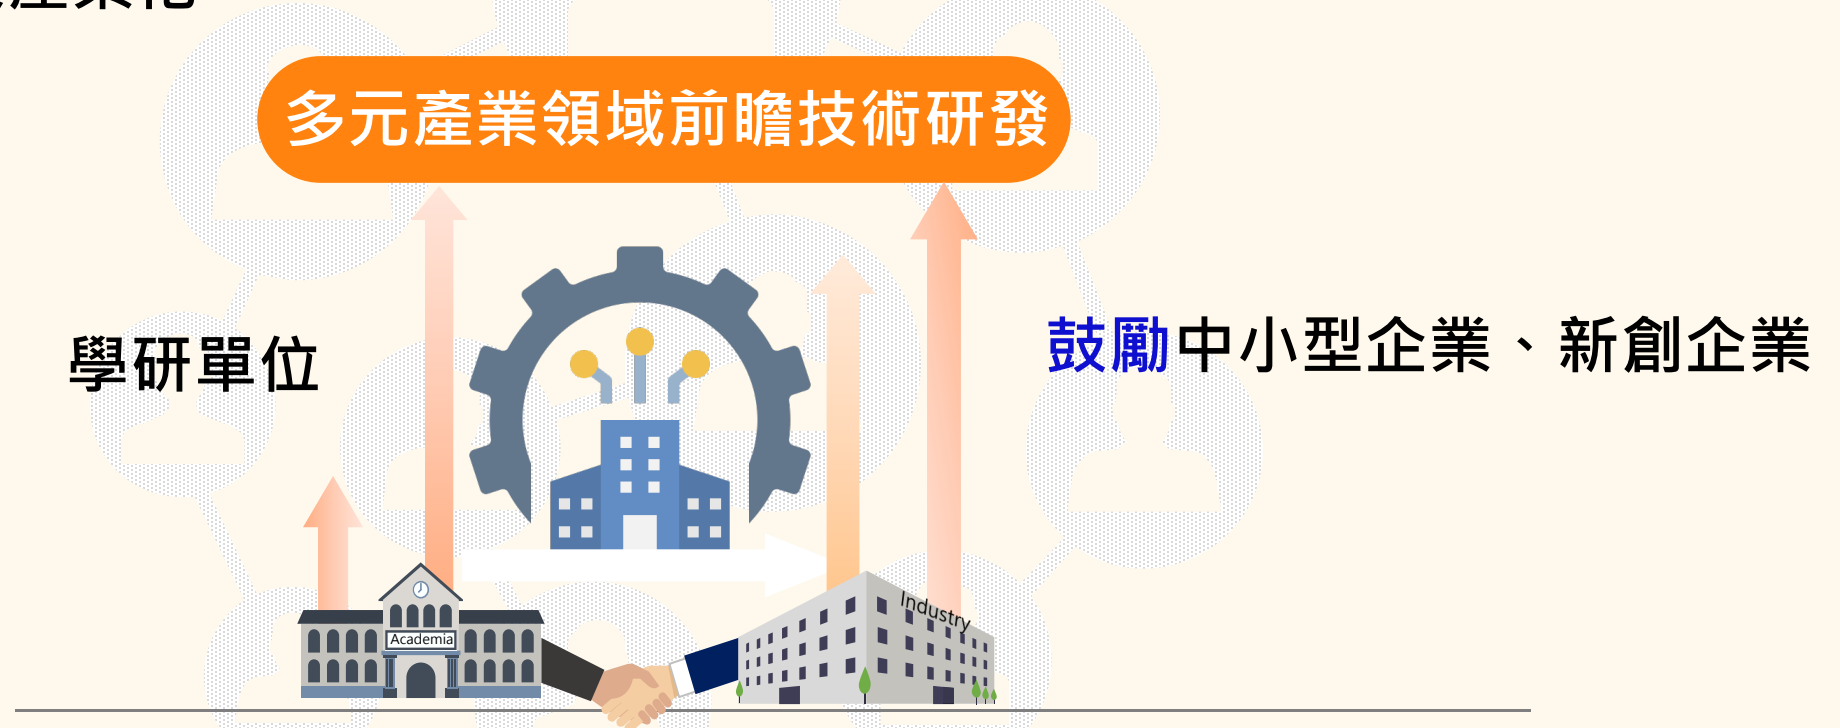 多元產業領域前瞻技術研發
學研單位
鼓勵中小型企業、新創企業
Industry
Academia